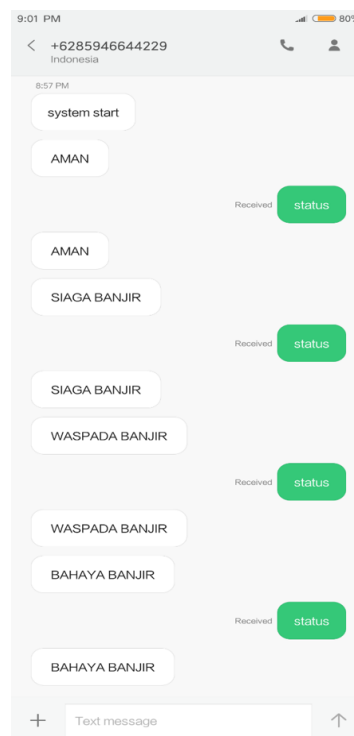 9:01 PM 80%
+6285946644229
Indonesia
8:57 PM
system start
AMAN
Received status
AMAN
SIAGA BANJIR
Received status
SIAGA BANJIR
WASPADA BANJIR
Received status
WASPADA BANJIR
BAHAYA BANJIR
Received status
BAHAYA BANJIR
Text message